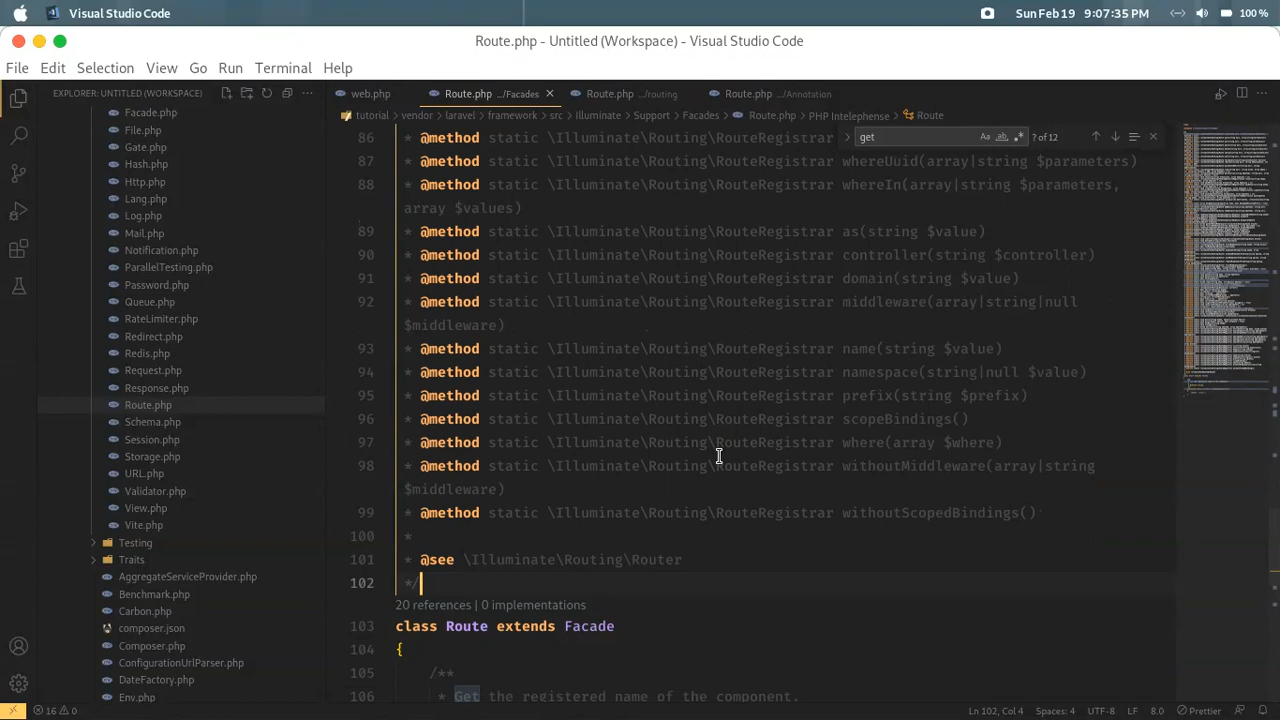 Visual Studio Code
Sun Feb 19 9:07:35 PM
100 %
Route.php - Untitled (Workspace) - Visual Studio Code
File Edit Selection View Go Run Terminal Help
EXPLORER: UNTITLED (WORKSPACE)
web.php
Route.php .../Facades
Route.php .../routing
Route.php .../Annotation
tutorial > vendor > laravel > framework > src > Illuminate > Support > Facades > Route.php > PHP Intelephense > Route
get
Aa ab ? of 12
Facade.php
File.php
Gate.php
Hash.php
Http.php
Lang.php
Log.php
Mail.php
Notification.php
ParallelTesting.php
Password.php
Queue.php
RateLimiter.php
Redirect.php
Redis.php
Request.php
Response.php
Route.php
Schema.php
Session.php
Storage.php
URL.php
Validator.php
View.php
Vite.php
Testing
Traits
AggregateServiceProvider.php
Benchmark.php
Carbon.php
composer.json
Composer.php
ConfigurationUrlParser.php
DateFactory.php
Env.php
86 * @method static \Illuminate\Routing\RouteRegistrar
87 * @method static \Illuminate\Routing\RouteRegistrar whereUuid(array|string $parameters)
88 * @method static \Illuminate\Routing\RouteRegistrar whereIn(array|string $parameters,
array $values)
89 * @method static \Illuminate\Routing\RouteRegistrar as(string $value)
90 * @method static \Illuminate\Routing\RouteRegistrar controller(string $controller)
91 * @method static \Illuminate\Routing\RouteRegistrar domain(string $value)
92 * @method static \Illuminate\Routing\RouteRegistrar middleware(array|string|null
$middleware)
93 * @method static \Illuminate\Routing\RouteRegistrar name(string $value)
94 * @method static \Illuminate\Routing\RouteRegistrar namespace(string|null $value)
95 * @method static \Illuminate\Routing\RouteRegistrar prefix(string $prefix)
96 * @method static \Illuminate\Routing\RouteRegistrar scopeBindings()
97 * @method static \Illuminate\Routing\RouteRegistrar where(array $where)
98 * @method static \Illuminate\Routing\RouteRegistrar withoutMiddleware(array|string
$middleware)
99 * @method static \Illuminate\Routing\RouteRegistrar withoutScopedBindings()
100 *
101 * @see \Illuminate\Routing\Router
102 */
20 references | 0 implementations
103 class Route extends Facade
104 {
105 /**
106 * Get the registered name of the component.
16 0
Ln 102, Col 4 Spaces: 4 UTF-8 LF 8.0 Prettier